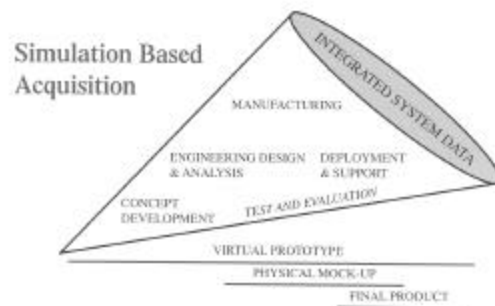 Simulation Based
Acquisition
INTEGRATED SYSTEM DATA
MANUFACTURING
ENGINEERING DESIGN
& ANALYSIS
DEPLOYMENT
& SUPPORT
CONCEPT
DEVELOPMENT
TEST AND EVALUATION
VIRTUAL PROTOTYPE
PHYSICAL MOCK-UP
FINAL PRODUCT